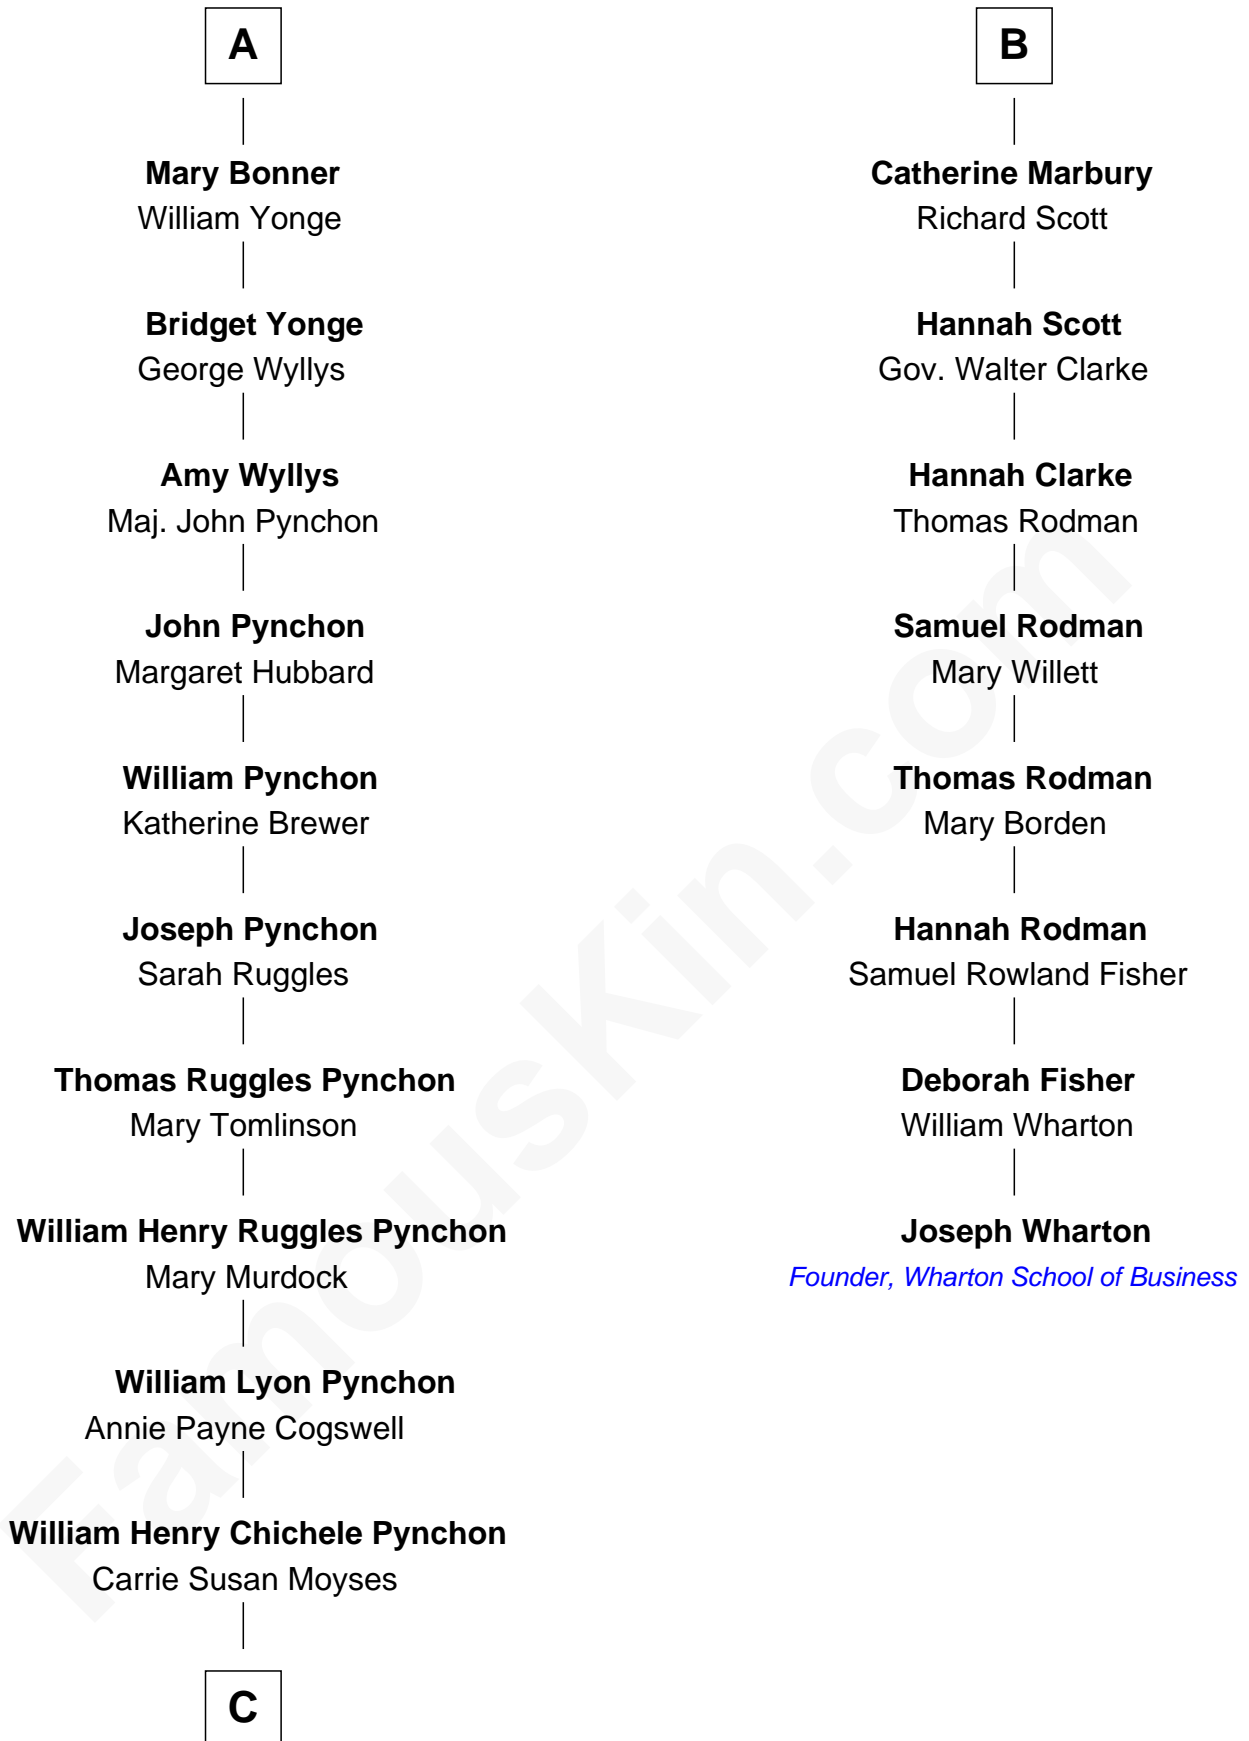 A
Mary Bonner
William Yonge
Bridget Yonge
George Wyllys
Amy Wyllys
Maj. John Pynchon
John Pynchon
Margaret Hubbard
William Pynchon
Katherine Brewer
Joseph Pynchon
Sarah Ruggles
Thomas Ruggles Pynchon
Mary Tomlinson
William Henry Ruggles Pynchon
Mary Murdock
William Lyon Pynchon
Annie Payne Cogswell
William Henry Chichele Pynchon
Carrie Susan Moyses
C
B
Catherine Marbury
Richard Scott
Hannah Scott
Gov. Walter Clarke
Hannah Clarke
Thomas Rodman
Samuel Rodman
Mary Willett
Thomas Rodman
Mary Borden
Hannah Rodman
Samuel Rowland Fisher
Deborah Fisher
William Wharton
Joseph Wharton
Founder, Wharton School of Business
FamousKin.com